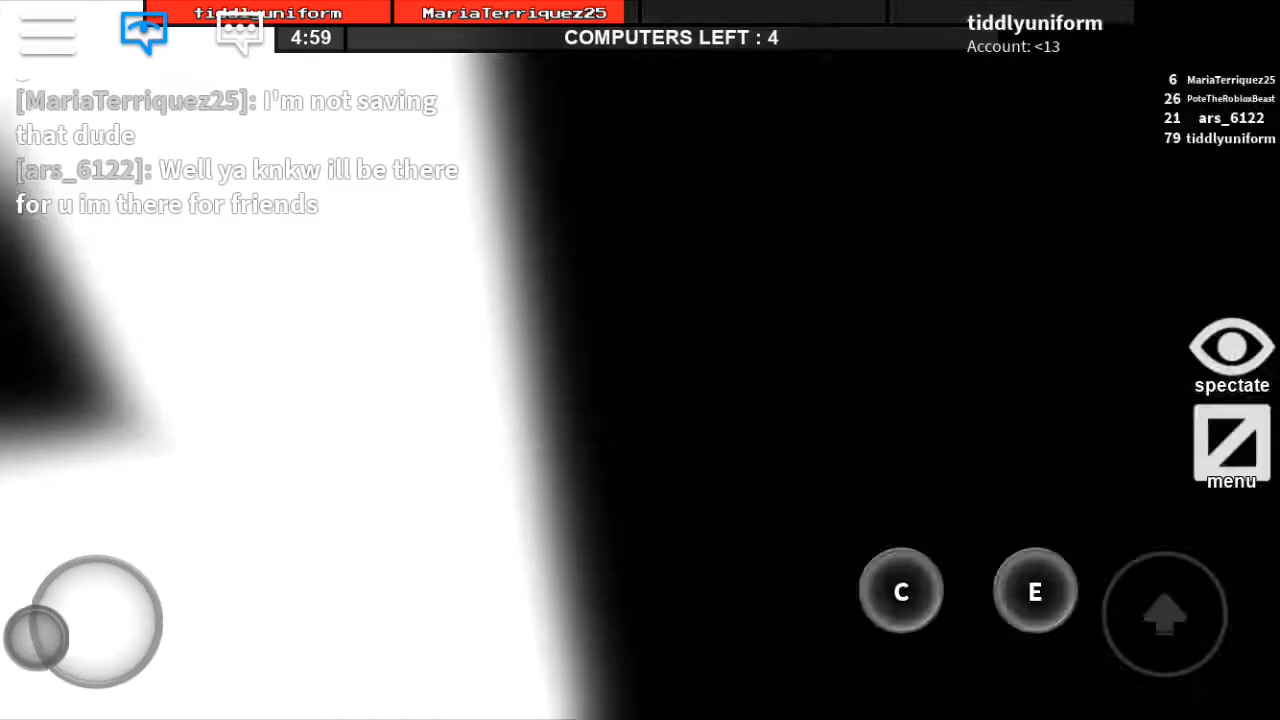 tiddlyuniform MariaTerriquez25
4:59 COMPUTERS LEFT : 4
tiddlyuniform
Account: <13
[MariaTerriquez25]: I'm not saving
that dude
[ars_6122]: Well ya knkw ill be there
for u im there for friends
6 MariaTerriquez25
26 PoteTheRobloxBeast
21 ars_6122
79 tiddlyuniform
spectate
menu
C E